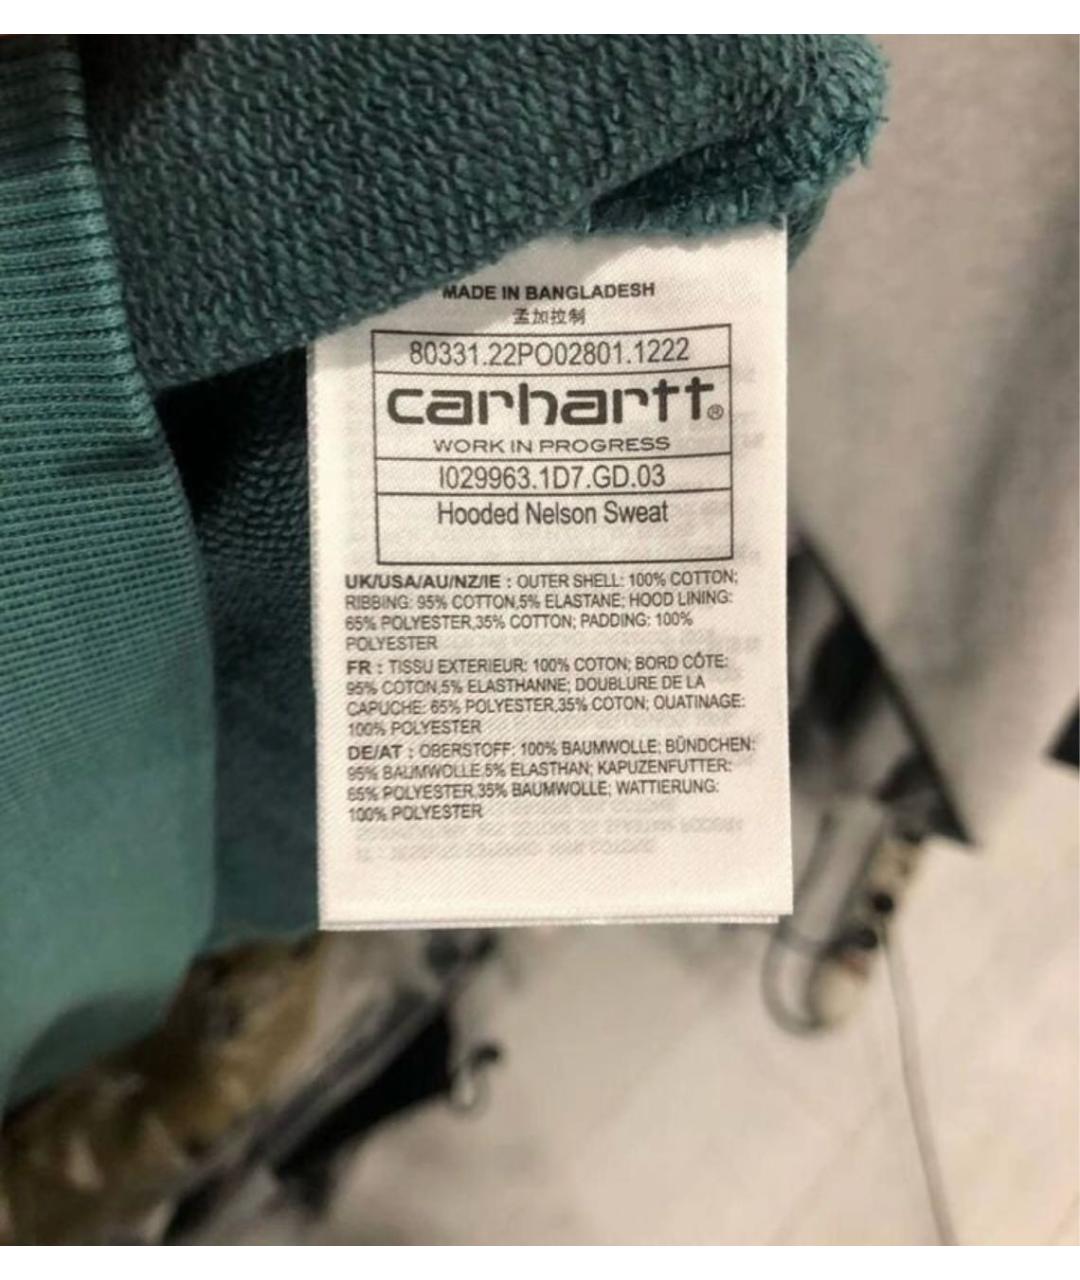 MADE IN BANGLADESH
孟加拉制
80331.22PO02801.1222
carhartt®
WORK IN PROGRESS
I029963.1D7.GD.03
Hooded Nelson Sweat
UK/USA/AU/NZ/IE : OUTER SHELL: 100% COTTON;
RIBBING: 95% COTTON,5% ELASTANE; HOOD LINING:
65% POLYESTER,35% COTTON; PADDING: 100%
POLYESTER
FR : TISSU EXTERIEUR: 100% COTON; BORD CÔTE:
95% COTON,5% ELASTHANNE; DOUBLURE DE LA
CAPUCHE: 65% POLYESTER,35% COTON; OUATINAGE:
100% POLYESTER
DE/AT : OBERSTOFF: 100% BAUMWOLLE; BÜNDCHEN:
95% BAUMWOLLE,5% ELASTHAN; KAPUZENFUTTER:
65% POLYESTER,35% BAUMWOLLE; WATTIERUNG:
100% POLYESTER